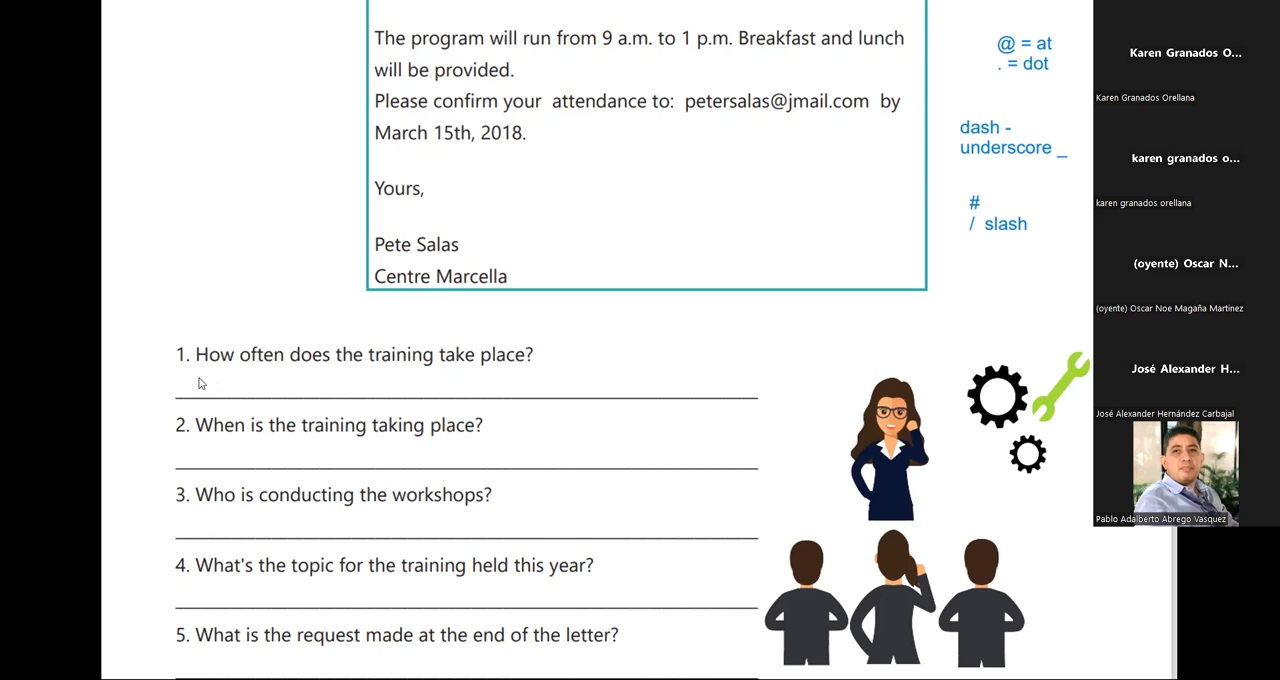 The program will run from 9 a.m. to 1 p.m. Breakfast and lunch
will be provided.
Please confirm your attendance to: petersalas@jmail.com by
March 15th, 2018.
Yours,
Pete Salas
Centre Marcella
@ = at
. = dot
dash -
underscore _
#
/ slash
1. How often does the training take place?
2. When is the training taking place?
3. Who is conducting the workshops?
4. What's the topic for the training held this year?
5. What is the request made at the end of the letter?
Karen Granados O...
Karen Granados Orellana
karen granados o...
karen granados orellana
(oyente) Oscar N...
(oyente) Oscar Noe Magaña Martinez
José Alexander H...
José Alexander Hernández Carbajal
Pablo Adalberto Abrego Vasquez